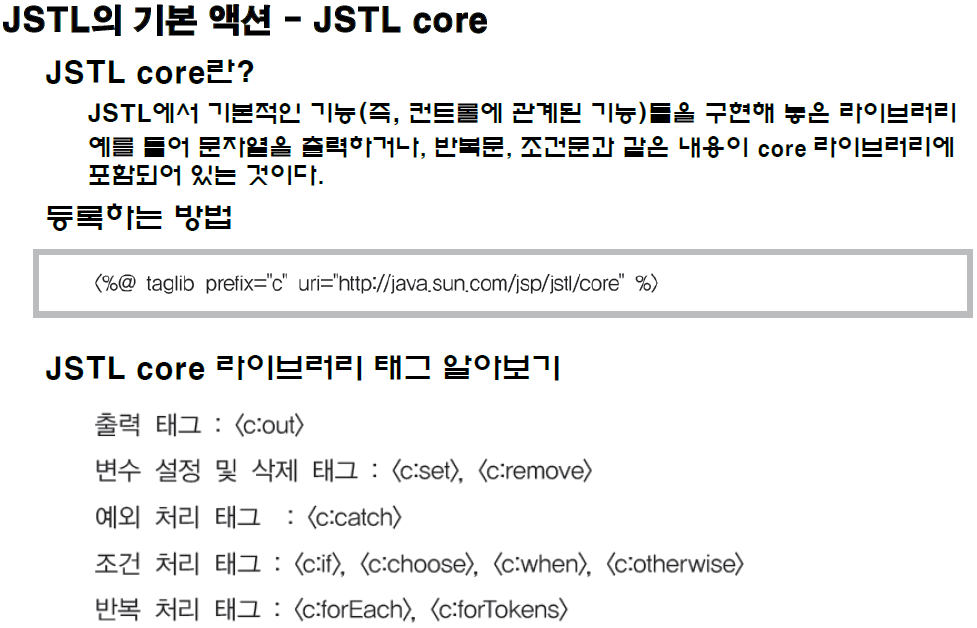 JSTL의 기본 액션 - JSTL core
JSTL core란?
JSTL에서 기본적인 기능(즉, 컨트롤에 관계된 기능)들을 구현해 놓은 라이브러리
예를 들어 문자열을 출력하거나, 반복문, 조건문과 같은 내용이 core 라이브러리에
포함되어 있는 것이다.
등록하는 방법
<%@ taglib prefix="c" uri="http://java.sun.com/jsp/jstl/core" %>
JSTL core 라이브러리 태그 알아보기
출력 태그 : <c:out>
변수 설정 및 삭제 태그 : <c:set>, <c:remove>
예외 처리 태그 : <c:catch>
조건 처리 태그 : <c:if>, <c:choose>, <c:when>, <c:otherwise>
반복 처리 태그 : <c:forEach>, <c:forTokens>